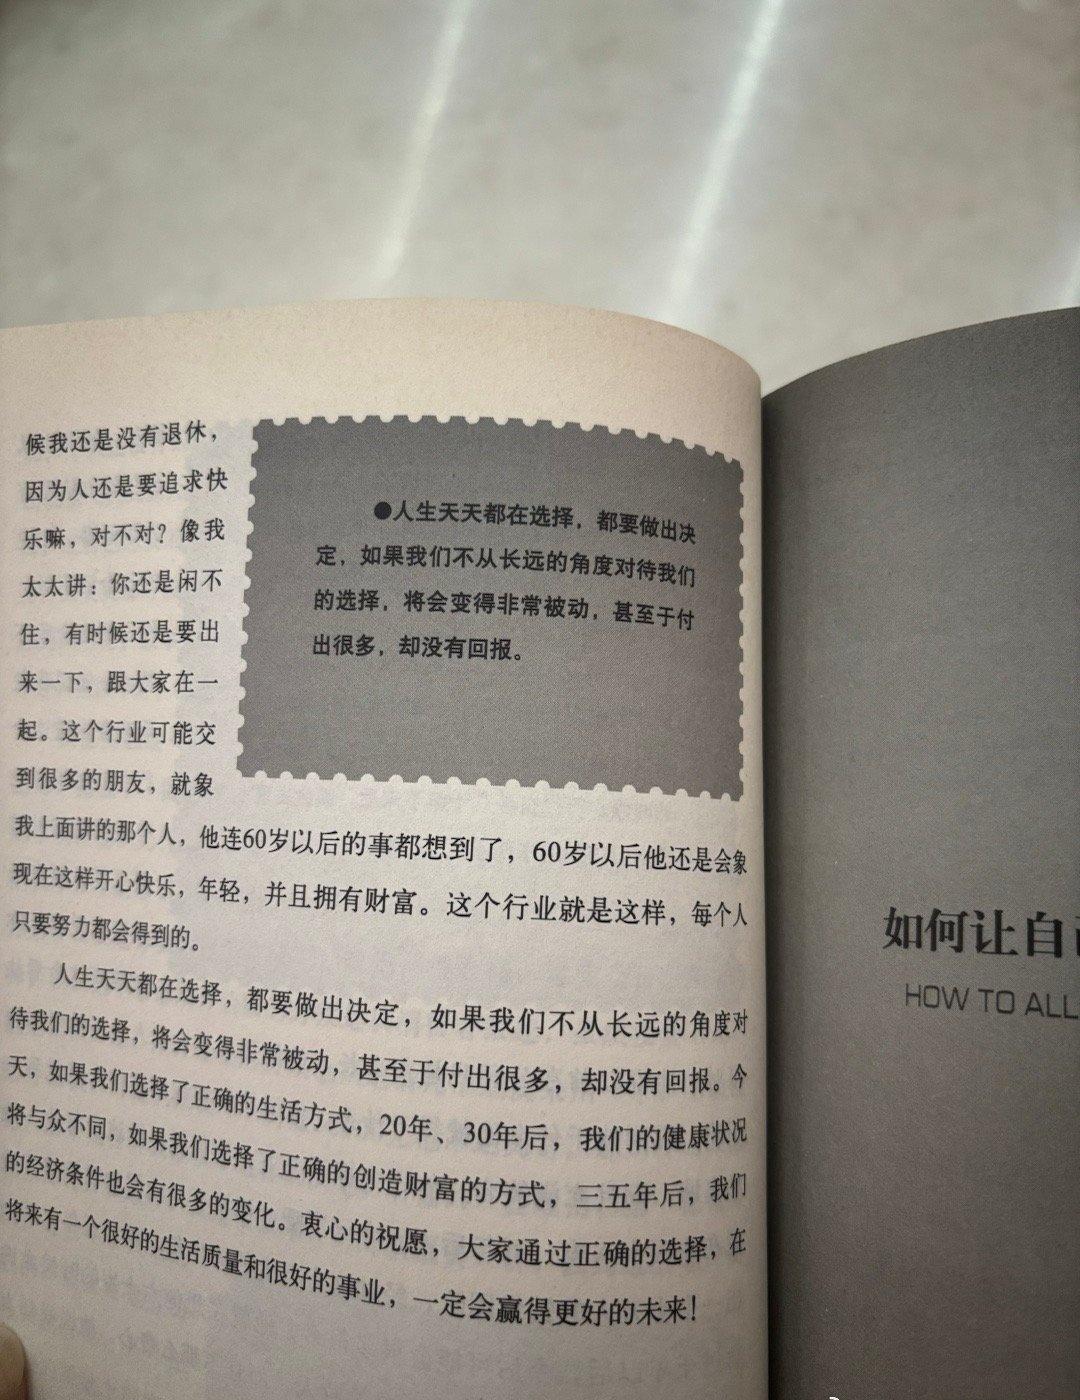 候我还是没有退休，
因为人还是要追求快
乐嘛，对不对？像我
太太讲：你还是闲不
住，有时候还是要出
来一下，跟大家在一
起。这个行业可能交
到很多的朋友，就象
●人生天天都在选择，都要做出决
定，如果我们不从长远的角度对待我们
的选择，将会变得非常被动，甚至于付
出很多，却没有回报。
我上面讲的那个人，他连60岁以后的事都想到了，60岁以后他还是会象
现在这样开心快乐，年轻，并且拥有财富。这个行业就是这样，每个人
只要努力都会得到的。
人生天天都在选择，都要做出决定，如果我们不从长远的角度对
待我们的选择，将会变得非常被动，甚至于付出很多，却没有回报。今
天，如果我们选择了正确的生活方式，20年、30年后，我们的健康状况
将与众不同，如果我们选择了正确的创造财富的方式，三五年后，我们
的经济条件也会有很多的变化。衷心的祝愿，大家通过正确的选择，在
将来有一个很好的生活质量和很好的事业，一定会赢得更好的未来！
如何让自
HOW TO ALL